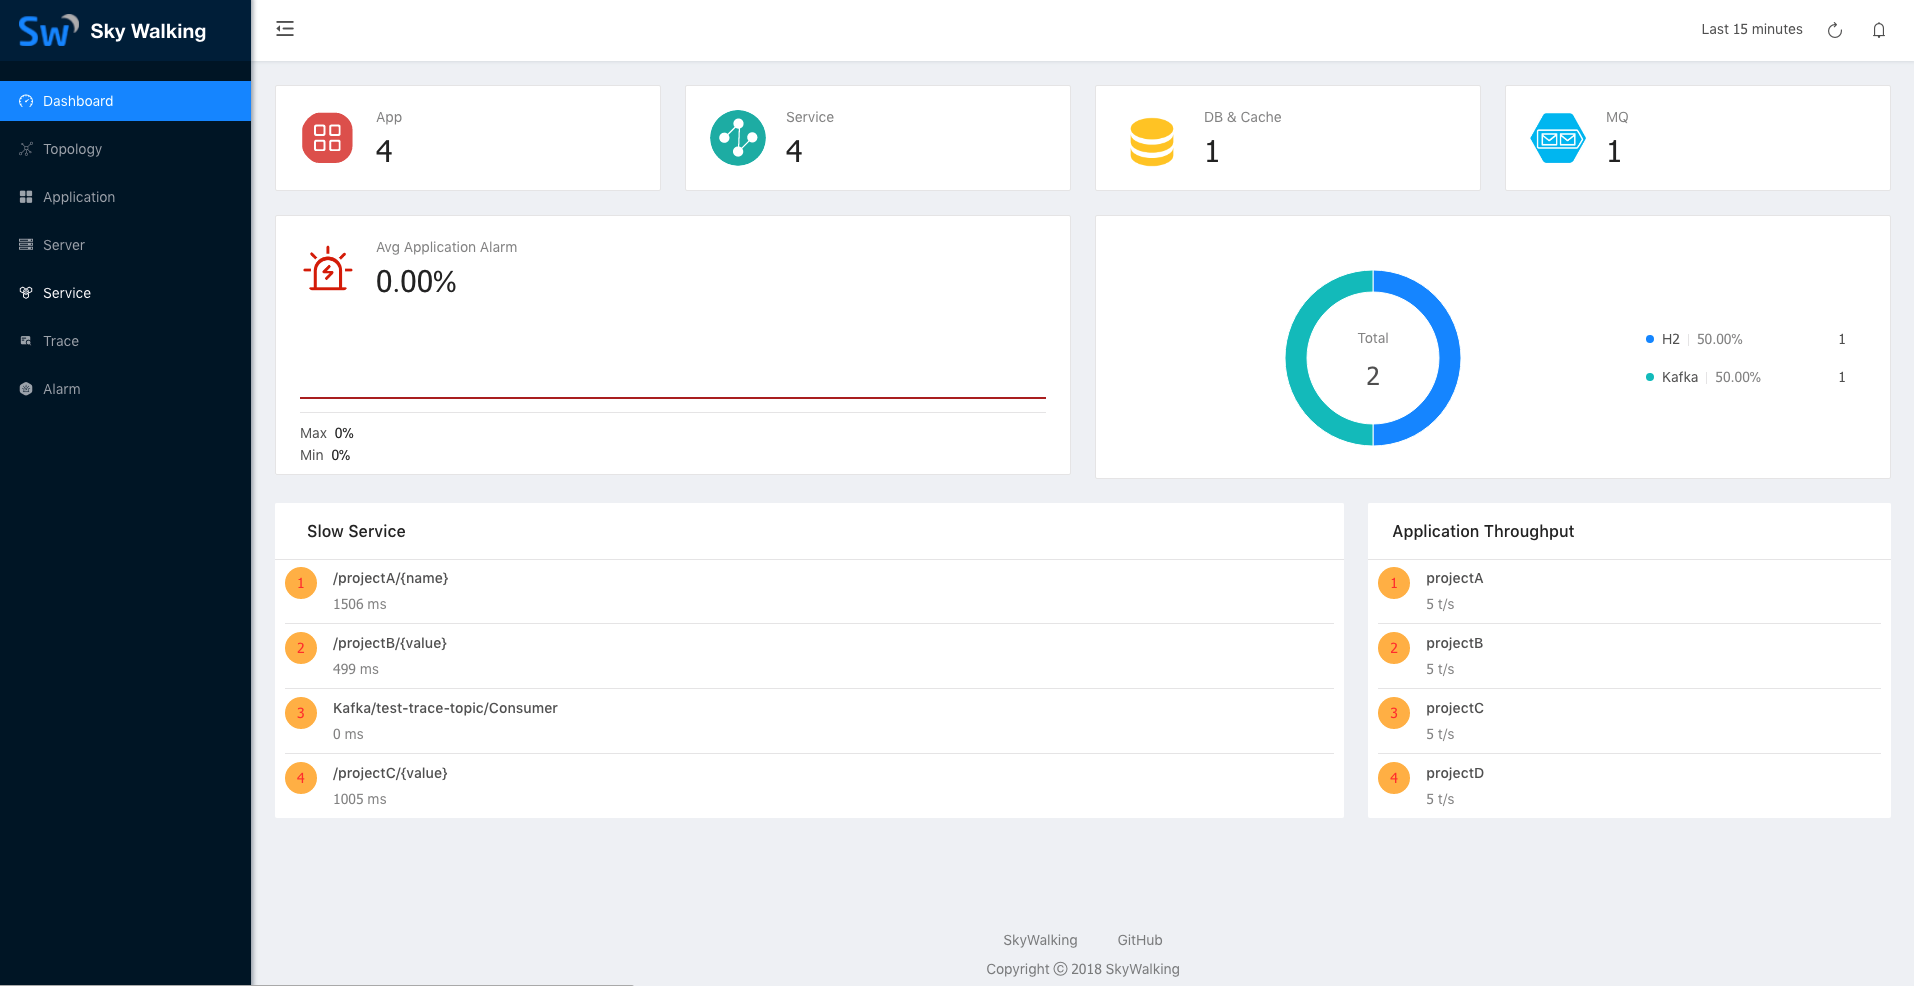 Sw Sky Walking
Last 15 minutes
Dashboard
Topology
Application
Server
Service
Trace
Alarm
App
4
Service
4
DB & Cache
1
MQ
1
Avg Application Alarm
0.00%
Max 0%
Min 0%
Total
2
H2 | 50.00% 1
Kafka | 50.00% 1
Slow Service
1 /projectA/{name}
1506 ms
2 /projectB/{value}
499 ms
3 Kafka/test-trace-topic/Consumer
0 ms
4 /projectC/{value}
1005 ms
Application Throughput
1 projectA
5 t/s
2 projectB
5 t/s
3 projectC
5 t/s
4 projectD
5 t/s
SkyWalking GitHub
Copyright © 2018 SkyWalking